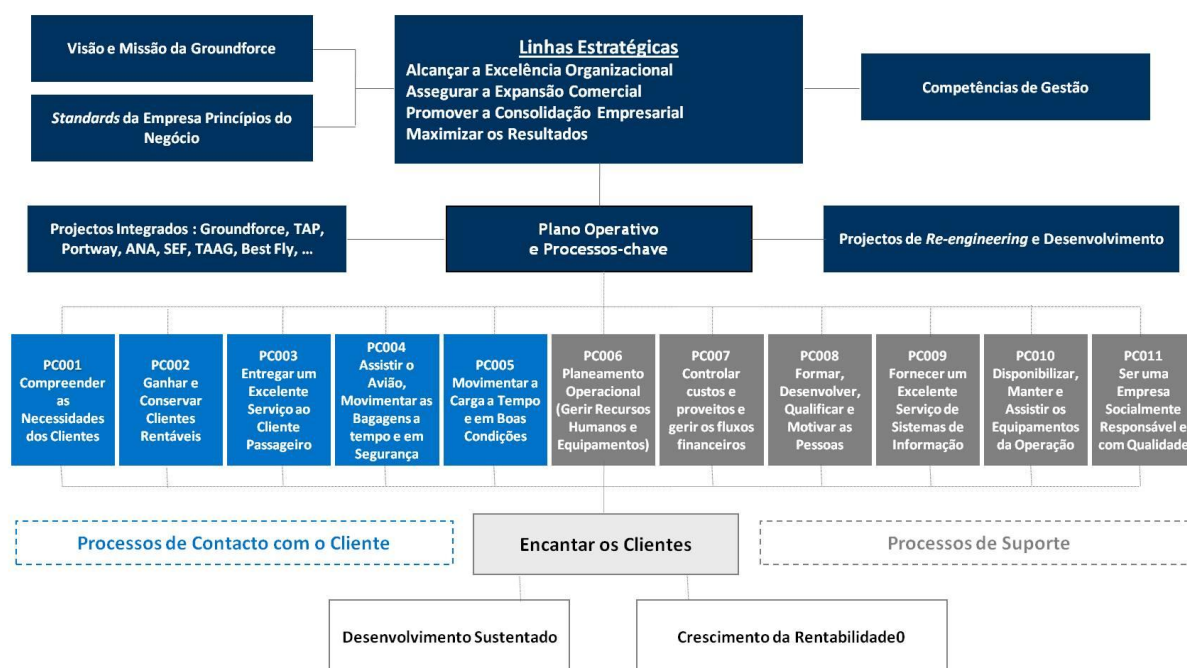 Visão e Missão da Groundforce
Standards da Empresa Princípios do
Negócio
Linhas Estratégicas
Alcançar a Excelência Organizacional
Assegurar a Expansão Comercial
Promover a Consolidação Empresarial
Maximizar os Resultados
Competências de Gestão
Projectos Integrados : Groundforce, TAP,
Portway, ANA, SEF, TAAG, Best Fly, ...
Plano Operativo
e Processos-chave
Projectos de Re-engineering e Desenvolvimento
PC001
Compreender
as
Necessidades
dos Clientes
PC002
Ganhar e
Conservar
Clientes
Rentáveis
PC003
Entregar um
Excelente
Serviço ao
Cliente
Passageiro
PC004
Assistir o
Avião,
Movimentar as
Bagagens a
tempo e em
Segurança
PC005
Movimentar a
Carga a Tempo
e em Boas
Condições
PC006
Planeamento
Operacional
(Gerir Recursos
Humanos e
Equipamentos)
PC007
Controlar
custos e
proveitos e
gerir os fluxos
financeiros
PC008
Formar,
Desenvolver,
Qualificar e
Motivar as
Pessoas
PC009
Fornecer um
Excelente
Serviço de
Sistemas de
Informação
PC010
Disponibilizar,
Manter e
Assistir os
Equipamentos
da Operação
PC011
Ser uma
Empresa
Socialmente
Responsável e
com Qualidade
Processos de Contacto com o Cliente
Encantar os Clientes
Processos de Suporte
Desenvolvimento Sustentado
Crescimento da Rentabilidade0